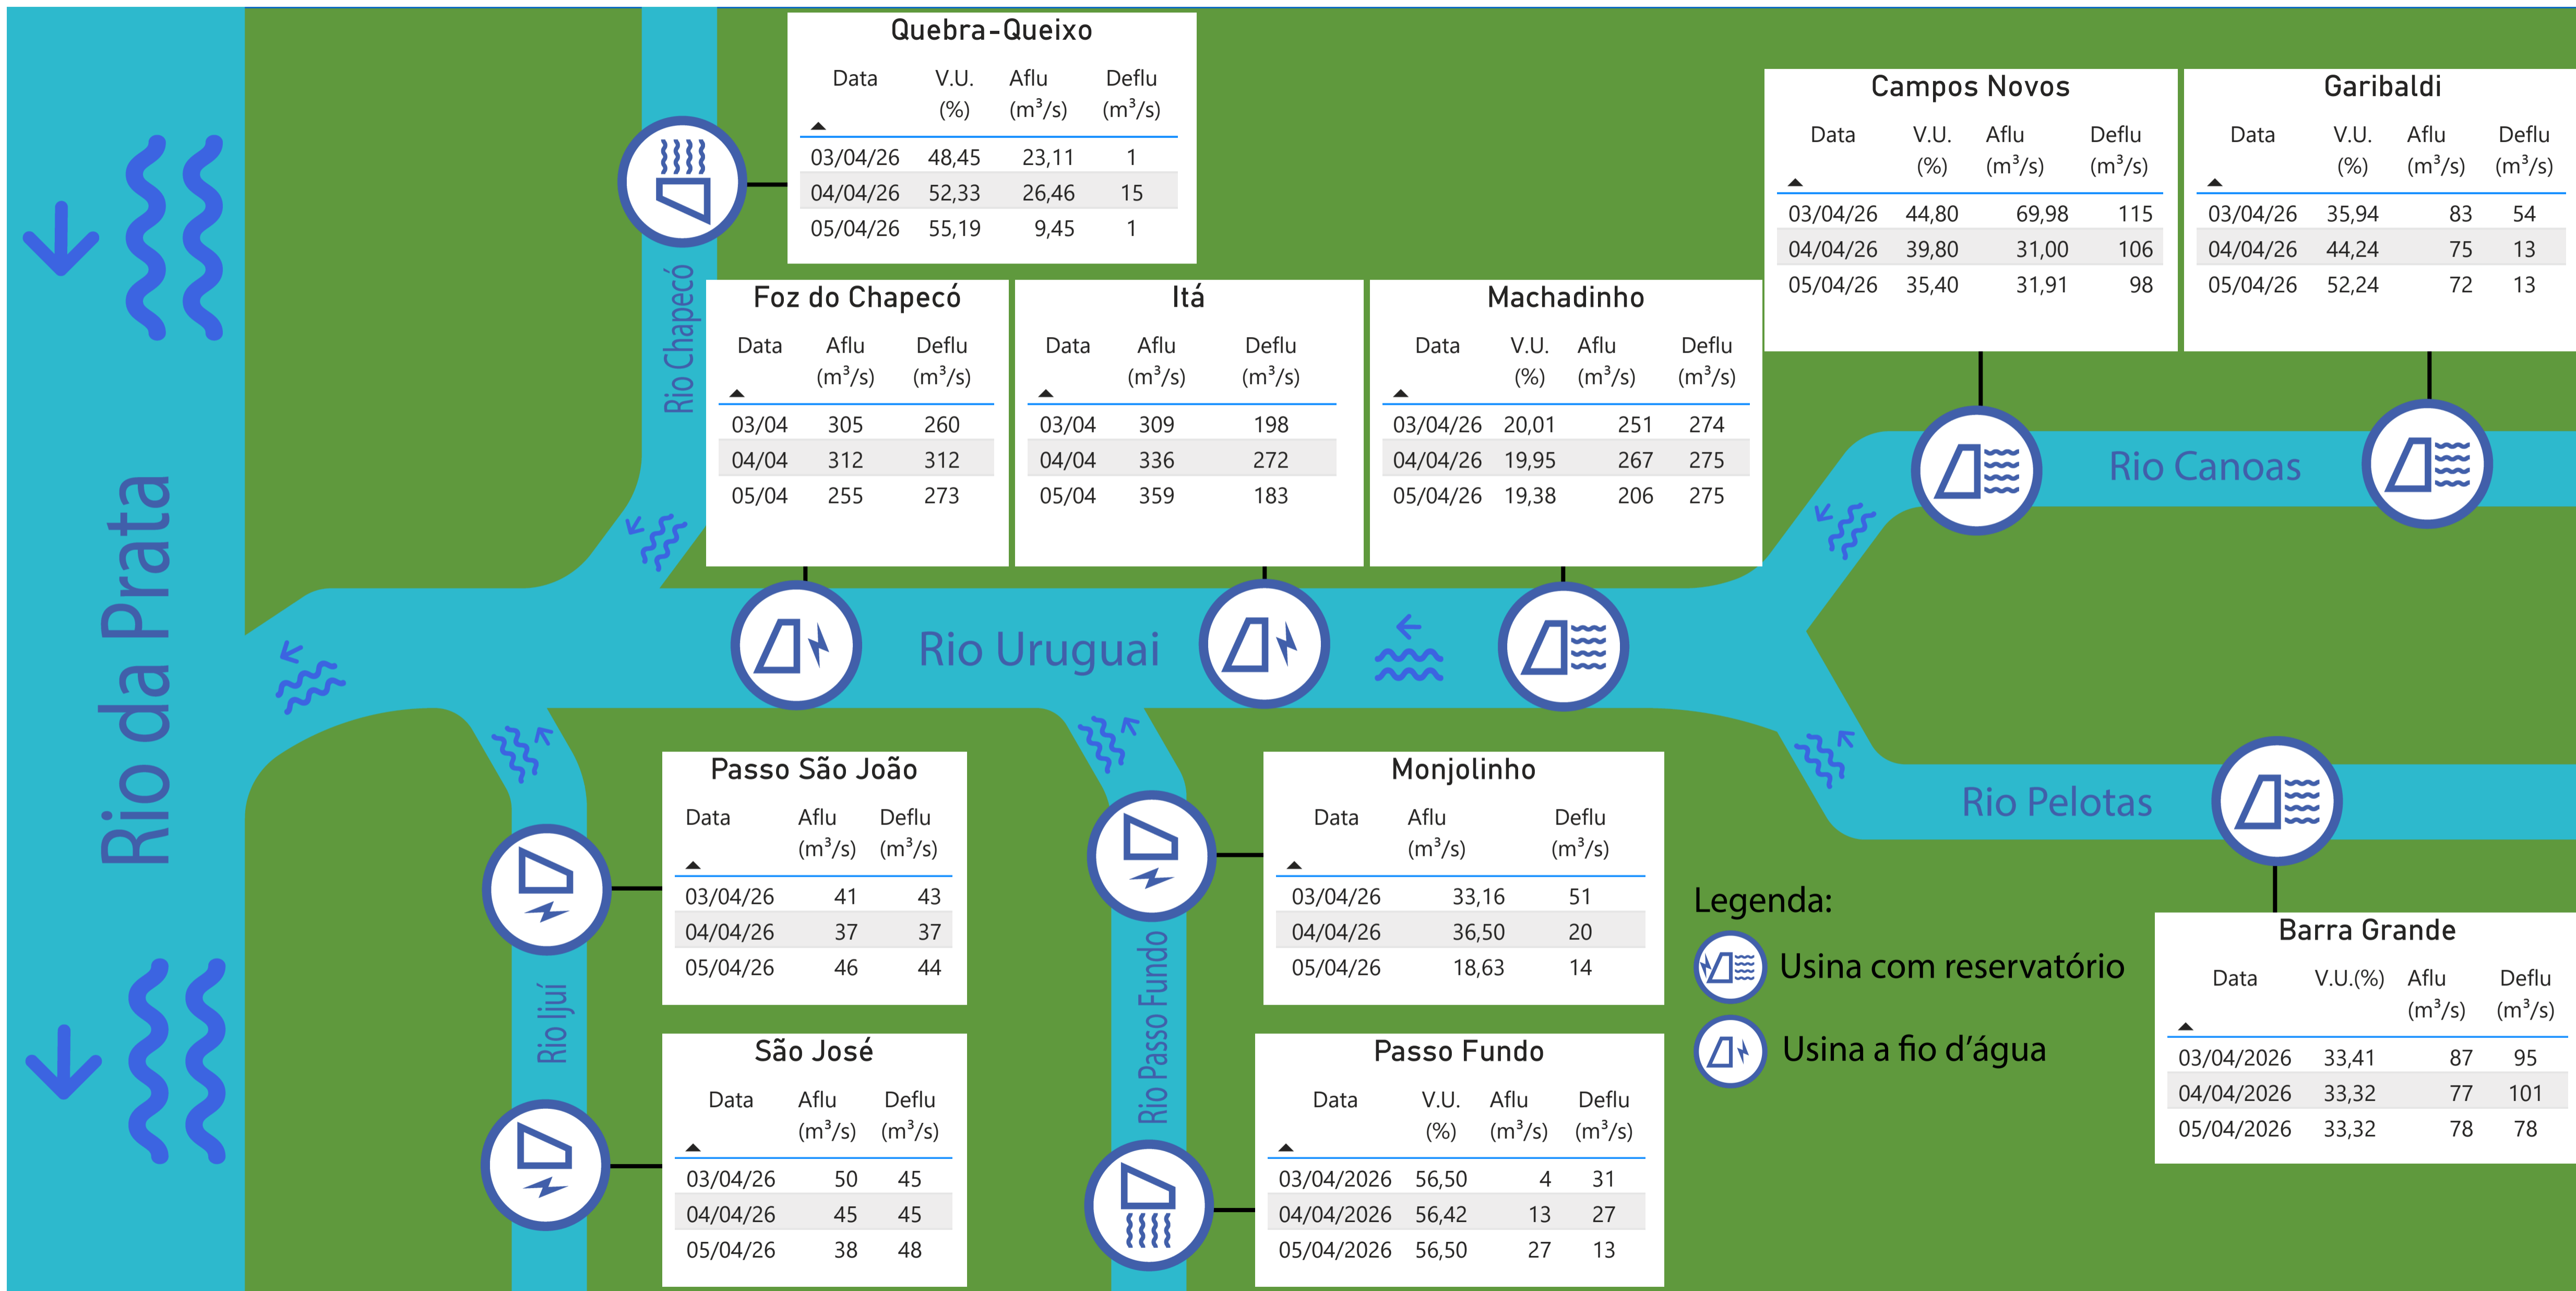 Quebra-Queixo
Data V.U. (%) Aflu (m³/s) Deflu (m³/s)
03/04/26 48,45 23,11 1
04/04/26 52,33 26,46 15
05/04/26 55,19 9,45 1
Campos Novos
Data V.U. (%) Aflu (m³/s) Deflu (m³/s)
03/04/26 44,80 69,98 115
04/04/26 39,80 31,00 106
05/04/26 35,40 31,91 98
Garibaldi
Data V.U. (%) Aflu (m³/s) Deflu (m³/s)
03/04/26 35,94 83 54
04/04/26 44,24 75 13
05/04/26 52,24 72 13
Rio Chapecó
Foz do Chapecó
Data Aflu (m³/s) Deflu (m³/s)
03/04 305 260
04/04 312 312
05/04 255 273
Itá
Data Aflu (m³/s) Deflu (m³/s)
03/04 309 198
04/04 336 272
05/04 359 183
Machadinho
Data V.U. (%) Aflu (m³/s) Deflu (m³/s)
03/04/26 20,01 251 274
04/04/26 19,95 267 275
05/04/26 19,38 206 275
Rio Canoas
Rio da Prata
Rio Uruguai
Rio Pelotas
Passo São João
Data Aflu (m³/s) Deflu (m³/s)
03/04/26 41 43
04/04/26 37 37
05/04/26 46 44
Monjolinho
Data Aflu (m³/s) Deflu (m³/s)
03/04/26 33,16 51
04/04/26 36,50 20
05/04/26 18,63 14
Legenda:
Usina com reservatório
Usina a fio d'água
Barra Grande
Data V.U.(%) Aflu (m³/s) Deflu (m³/s)
03/04/2026 33,41 87 95
04/04/2026 33,32 77 101
05/04/2026 33,32 78 78
Rio Ijuí
São José
Data Aflu (m³/s) Deflu (m³/s)
03/04/26 50 45
04/04/26 45 45
05/04/26 38 48
Rio Passo Fundo
Passo Fundo
Data V.U. (%) Aflu (m³/s) Deflu (m³/s)
03/04/2026 56,50 4 31
04/04/2026 56,42 13 27
05/04/2026 56,50 27 13